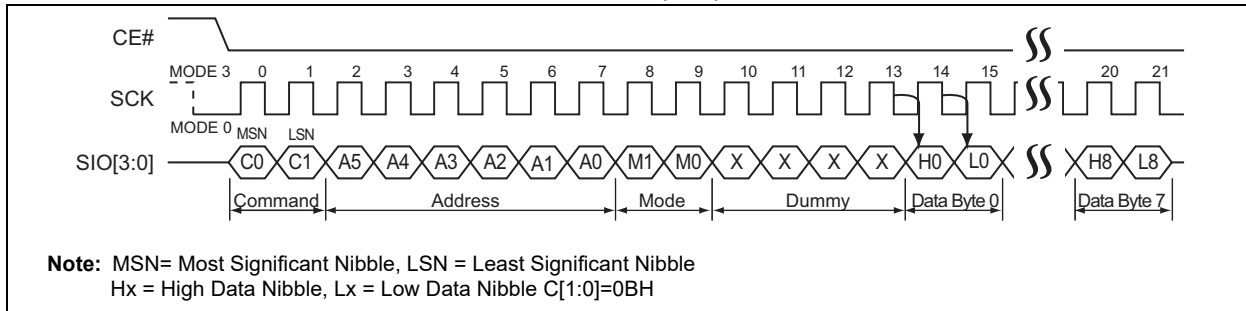 CE#
MODE 3 0 1 2 3 4 5 6 7 8 9 10 11 12 13 14 15 20 21
SCK
MODE 0 MSN LSN
SIO[3:0] C0 C1 A5 A4 A3 A2 A1 A0 M1 M0 X X X X H0 L0 H8 L8
Command Address Mode Dummy Data Byte 0 Data Byte 7
Note: MSN= Most Significant Nibble, LSN = Least Significant Nibble
Hx = High Data Nibble, Lx = Low Data Nibble C[1:0]=0BH